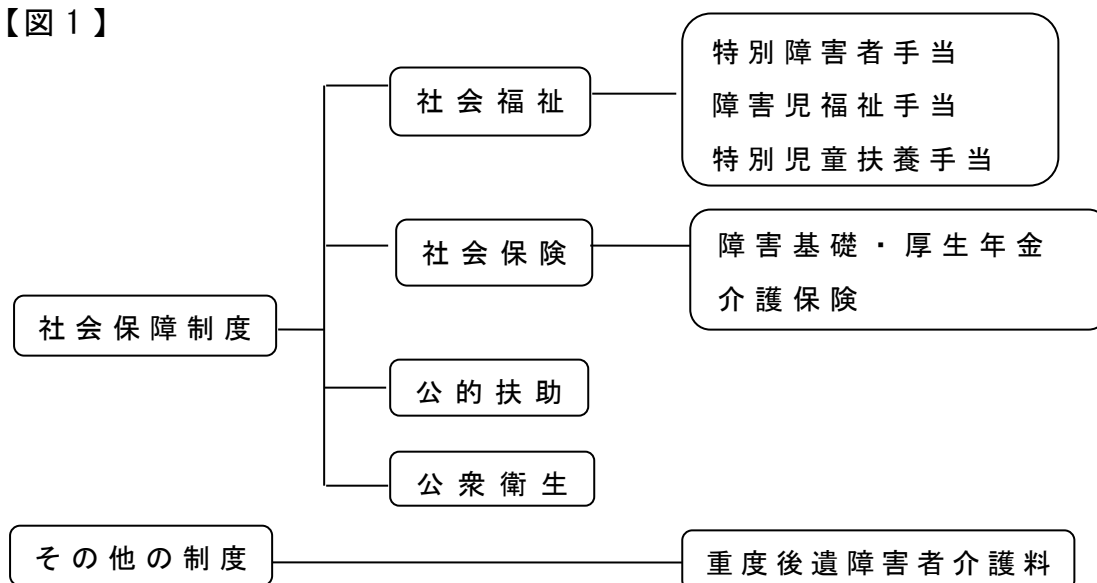 【図1】
社会福祉
特別障害者手当
障害児福祉手当
特別児童扶養手当
社会保険
障害基礎・厚生年金
介護保険
社会保障制度
公的扶助
公衆衛生
その他の制度
重度後遺障害者介護料